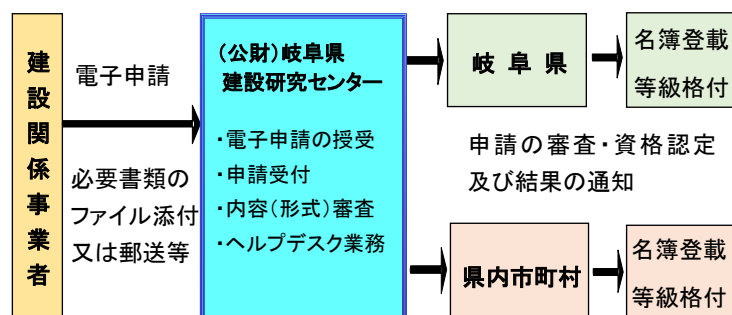 建設関係事業者
電子申請
必要書類の
ファイル添付
又は郵送等
(公財)岐阜県
建設研究センター
・電子申請の授受
・申請受付
・内容(形式)審査
・ヘルプデスク業務
岐阜県
名簿登載
等級格付
申請の審査・資格認定
及び結果の通知
県内市町村
名簿登載
等級格付